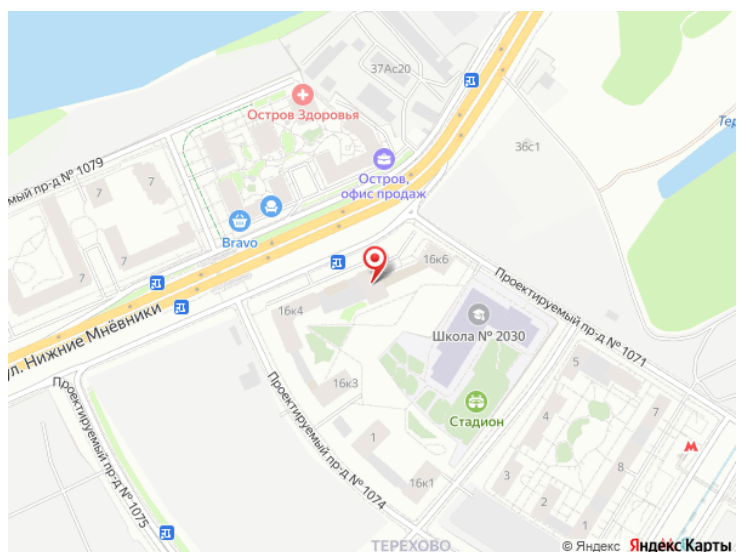 37Ас20
Остров Здоровья
36с1
Тер
мый пр-д № 1079
7
7
Остров,
офис продаж
Bravo
7
7
16к6
Проектируемый пр-д № 1071
16к4
Школа № 2030
ул. Нижние Мнёвники
16к3
Стадион
Проектируемый пр-д № 1075
Проектируемый пр-д № 1074
1
16к1
5
4
7
3
8
2
1
ТЕРЕХОВО
© Яндекс Яндекс Карты